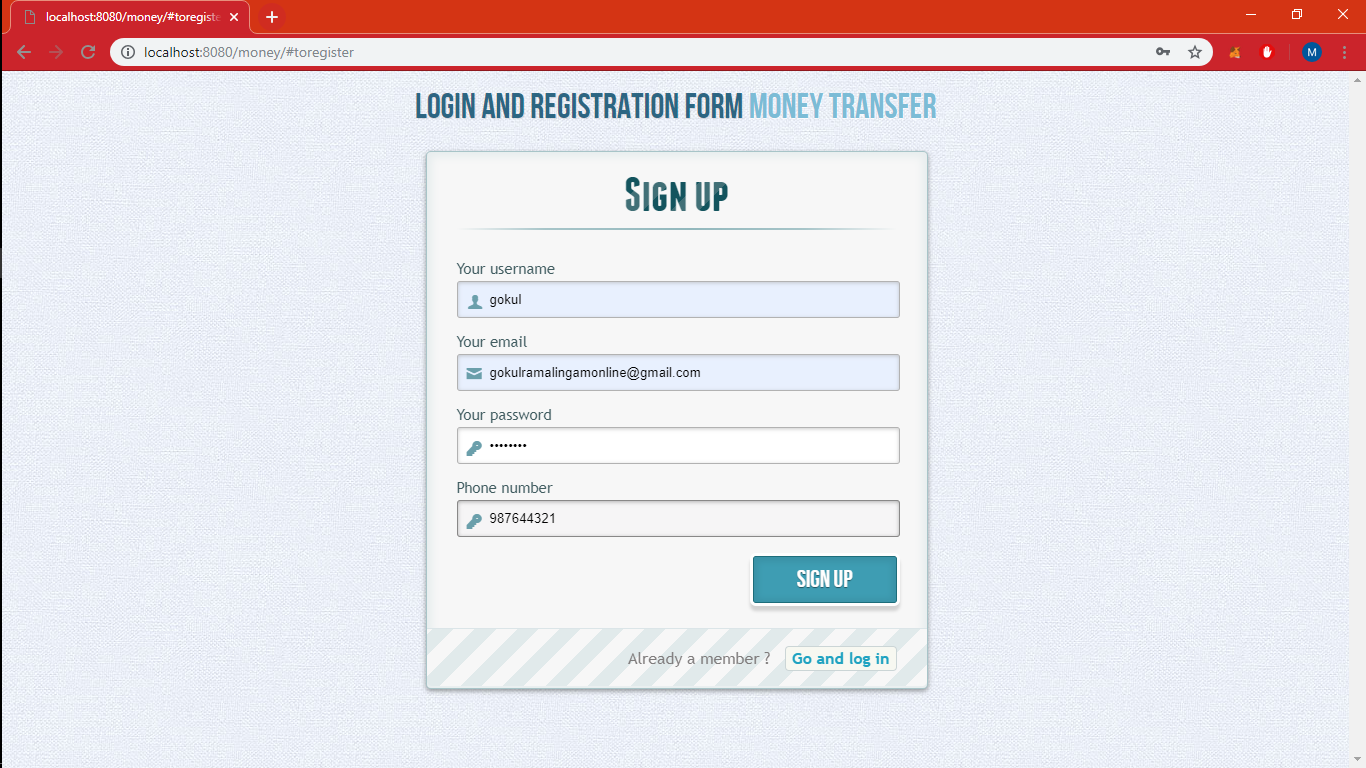 localhost:8080/money/#toregiste
localhost:8080/money/#toregister
M
LOGIN AND REGISTRATION FORM MONEY TRANSFER
Sign up
Your username
gokul
Your email
gokulramalingamonline@gmail.com
Your password
••••••••
Phone number
987644321
SIGN UP
Already a member ? Go and log in